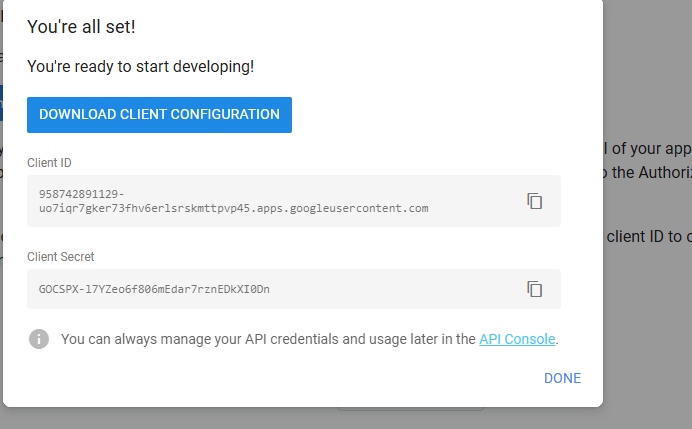 You're all set!
You're ready to start developing!
DOWNLOAD CLIENT CONFIGURATION
Client ID
958742891129-
uo7iqr7gker73fhv6erlsrskmttpvp45.apps.googleusercontent.com
Client Secret
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
You can always manage your API credentials and usage later in the API Console.
DONE
l of your app
o the Authoriz
client ID to c